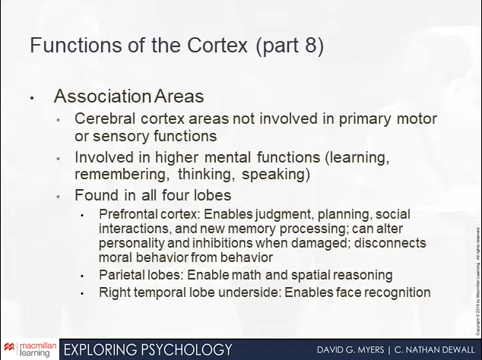 Functions of the Cortex (part 8)
• Association Areas
• Cerebral cortex areas not involved in primary motor
or sensory functions
• Involved in higher mental functions (learning,
remembering, thinking, speaking)
• Found in all four lobes
• Prefrontal cortex: Enables judgment, planning, social
interactions, and new memory processing; can alter
personality and inhibitions when damaged; disconnects
moral behavior from behavior
• Parietal lobes: Enable math and spatial reasoning
• Right temporal lobe underside: Enables face recognition
macmillan
learning
EXPLORING PSYCHOLOGY
DAVID G. MYERS | C. NATHAN DEWALL